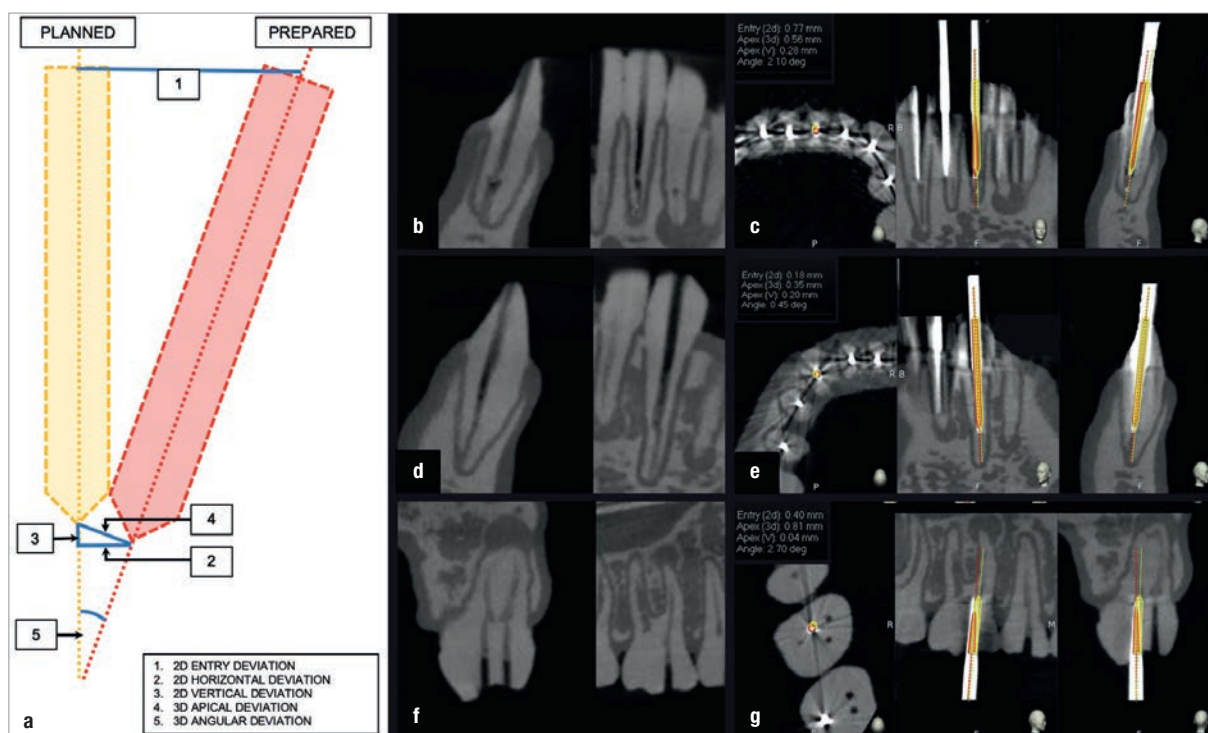 PLANNED
PREPARED
1
4
3
2
5
1. 2D ENTRY DEVIATION
2. 2D HORIZONTAL DEVIATION
3. 2D VERTICAL DEVIATION
4. 3D APICAL DEVIATION
5. 3D ANGULAR DEVIATION
a
b
Entry (2d): 0.77 mm
Apex (3d): 0.56 mm
Apex (V): 0.28 mm
Angle: 2.10 deg
R B
c
P
F
F
d
Entry (2d): 0.18 mm
Apex (3d): 0.35 mm
Apex (V): 0.20 mm
Angle: 0.45 deg
R B
e
P
f
Entry (2d): 0.40 mm
Apex (3d): 0.81 mm
Apex (V): 0.04 mm
Angle: 2.70 deg
R
M
g